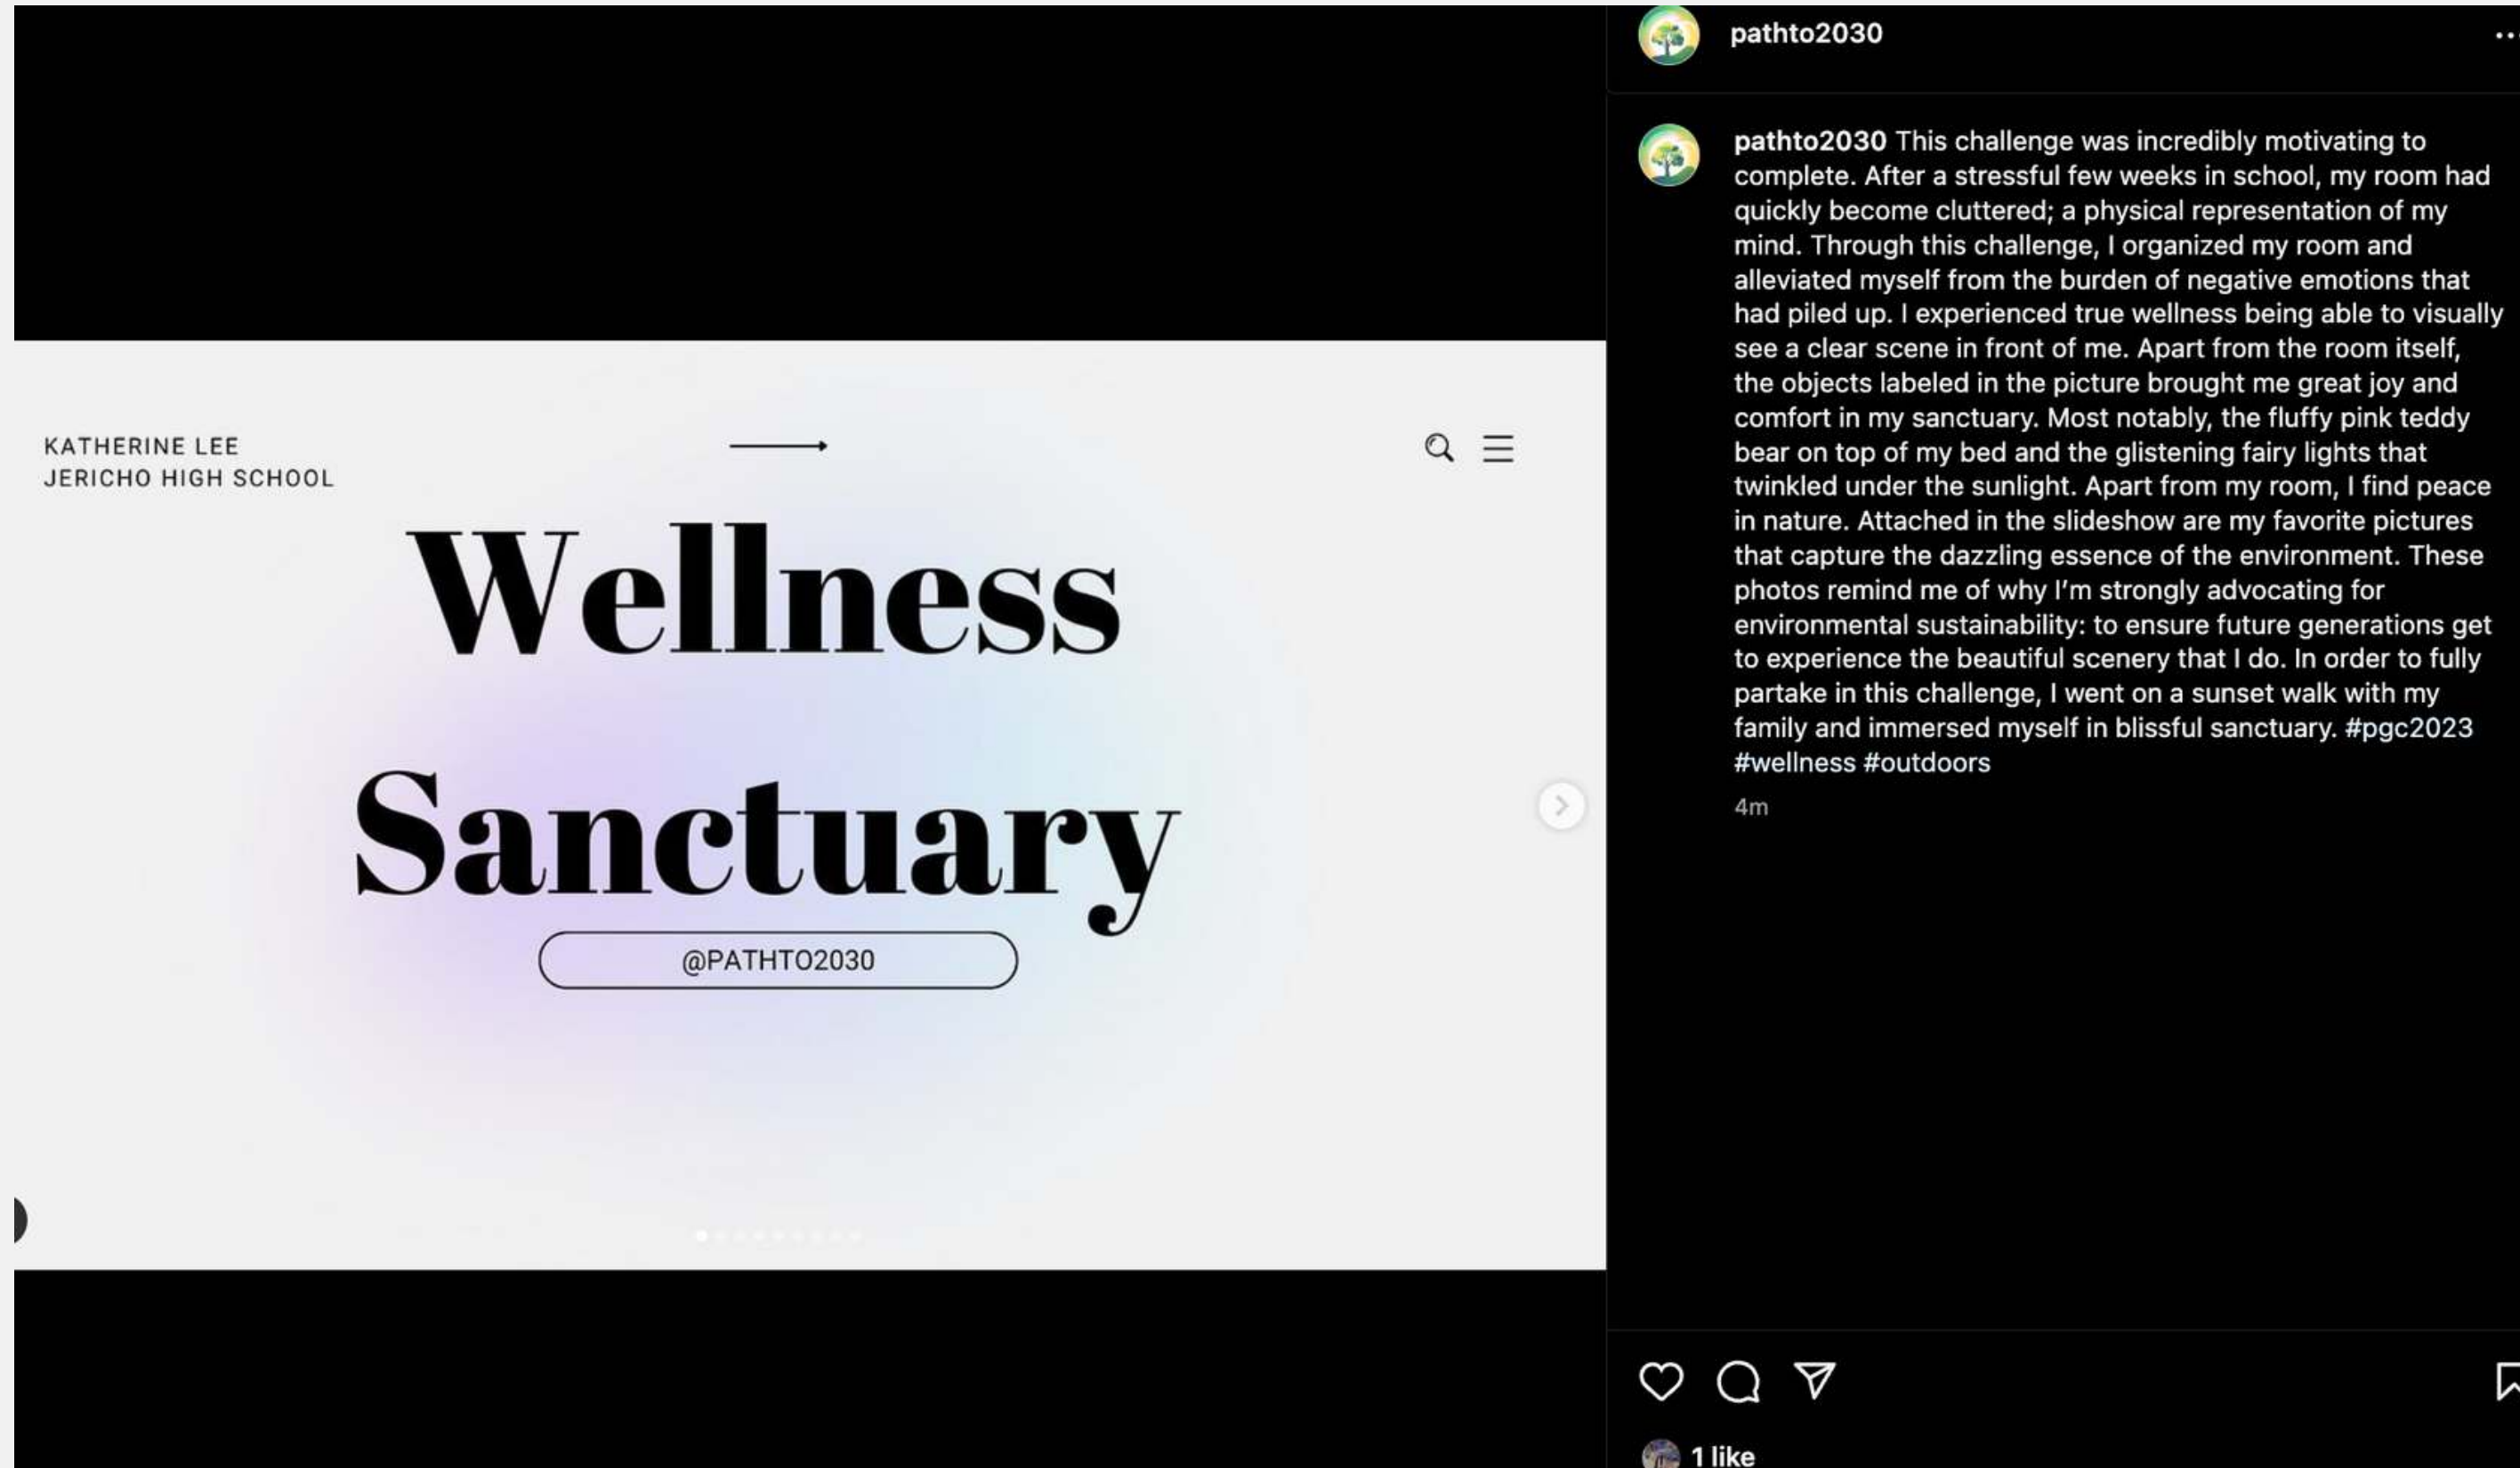 KATHERINE LEE
JERICHO HIGH SCHOOL
Wellness
Sanctuary
@PATHTO2030
pathto2030
pathto2030 This challenge was incredibly motivating to
complete. After a stressful few weeks in school, my room had
quickly become cluttered; a physical representation of my
mind. Through this challenge, I organized my room and
alleviated myself from the burden of negative emotions that
had piled up. I experienced true wellness being able to visually
see a clear scene in front of me. Apart from the room itself,
the objects labeled in the picture brought me great joy and
comfort in my sanctuary. Most notably, the fluffy pink teddy
bear on top of my bed and the glistening fairy lights that
twinkled under the sunlight. Apart from my room, I find peace
in nature. Attached in the slideshow are my favorite pictures
that capture the dazzling essence of the environment. These
photos remind me of why I'm strongly advocating for
environmental sustainability: to ensure future generations get
to experience the beautiful scenery that I do. In order to fully
partake in this challenge, I went on a sunset walk with my
family and immersed myself in blissful sanctuary. #pgc2023
#wellness #outdoors
4m
1 like